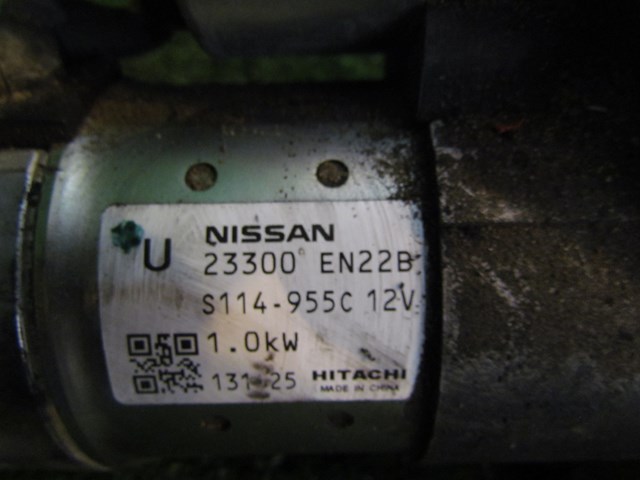 U NISSAN
23300 EN22B
S114-955C 12V
1.0kW
HITACHI
MADE IN CHINA